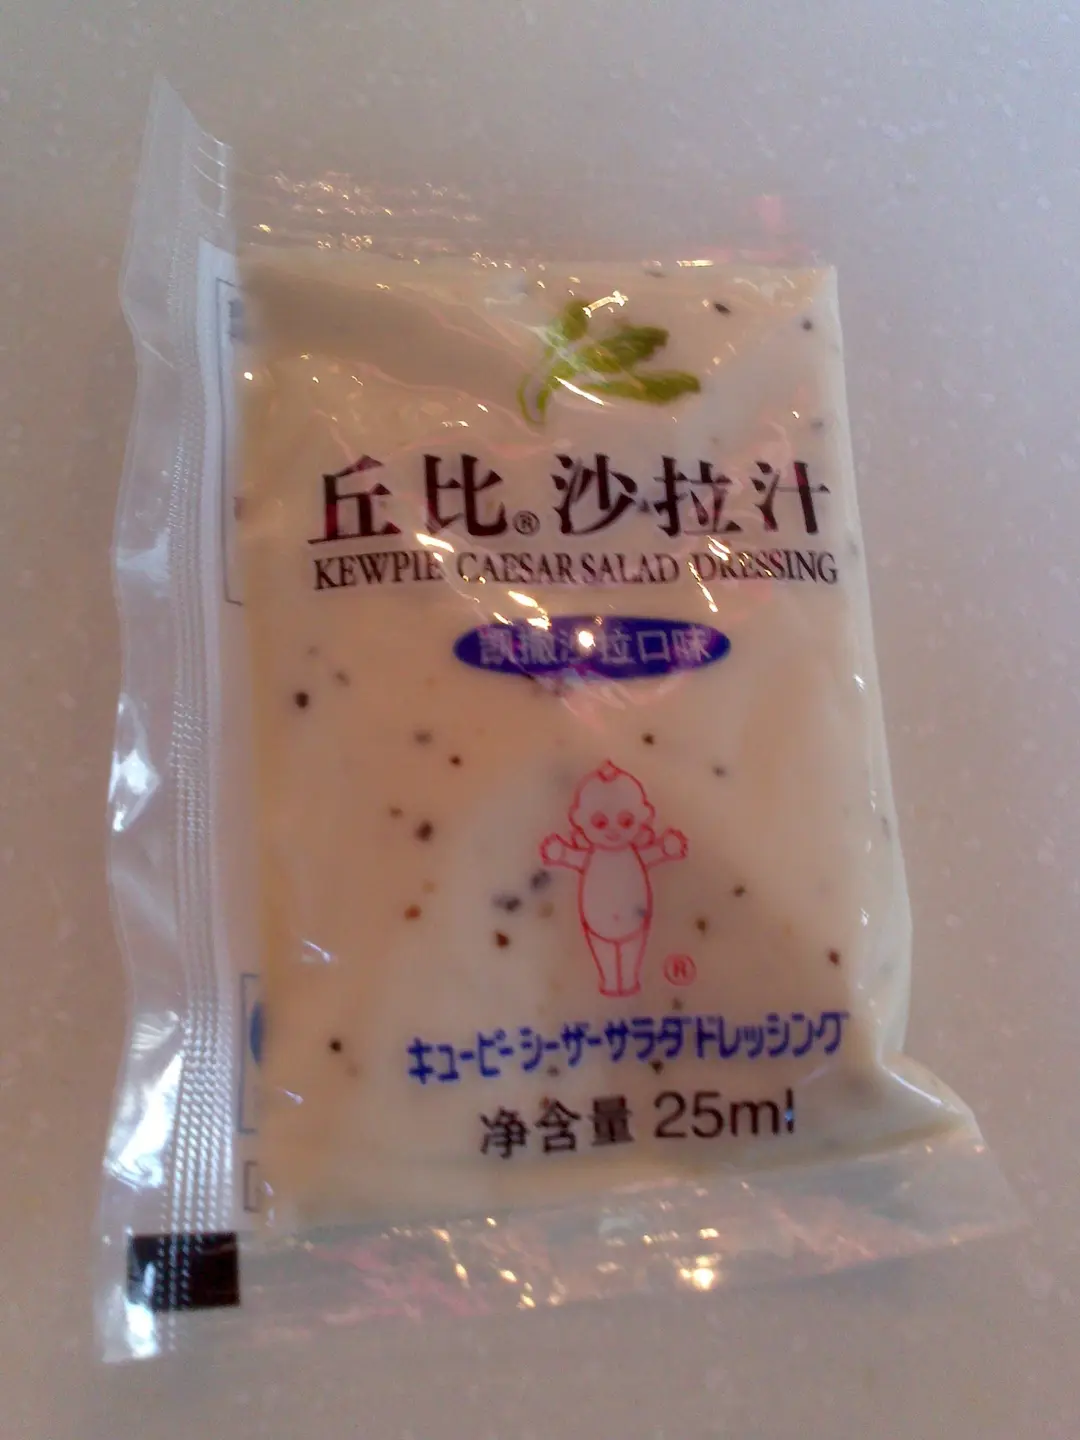 丘比®沙拉汁
KEWPIE CAESAR SALAD DRESSING
凯撒沙拉口味
®
キューピーシーザーサラダドレッシング
净含量 25ml